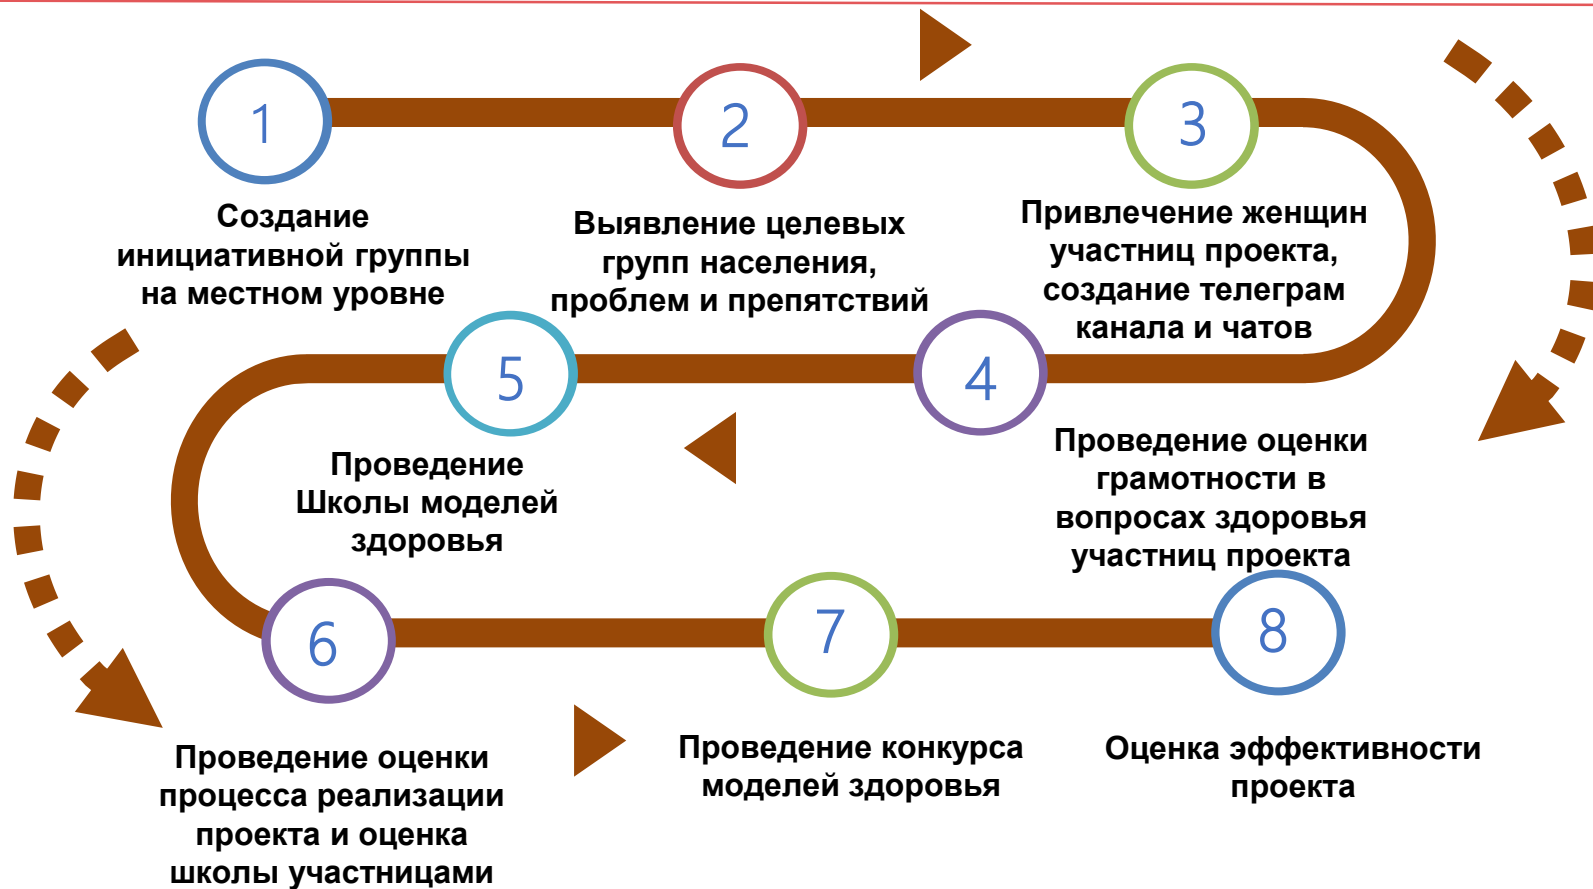 1
Создание
инициативной группы
на местном уровне
2
Выявление целевых
групп населения,
проблем и препятствий
3
Привлечение женщин
участниц проекта,
создание телеграм
канала и чатов
4
Проведение оценки
грамотности в
вопросах здоровья
участниц проекта
5
Проведение
Школы моделей
здоровья
6
Проведение оценки
процесса реализации
проекта и оценка
школы участницами
7
Проведение конкурса
моделей здоровья
8
Оценка эффективности
проекта